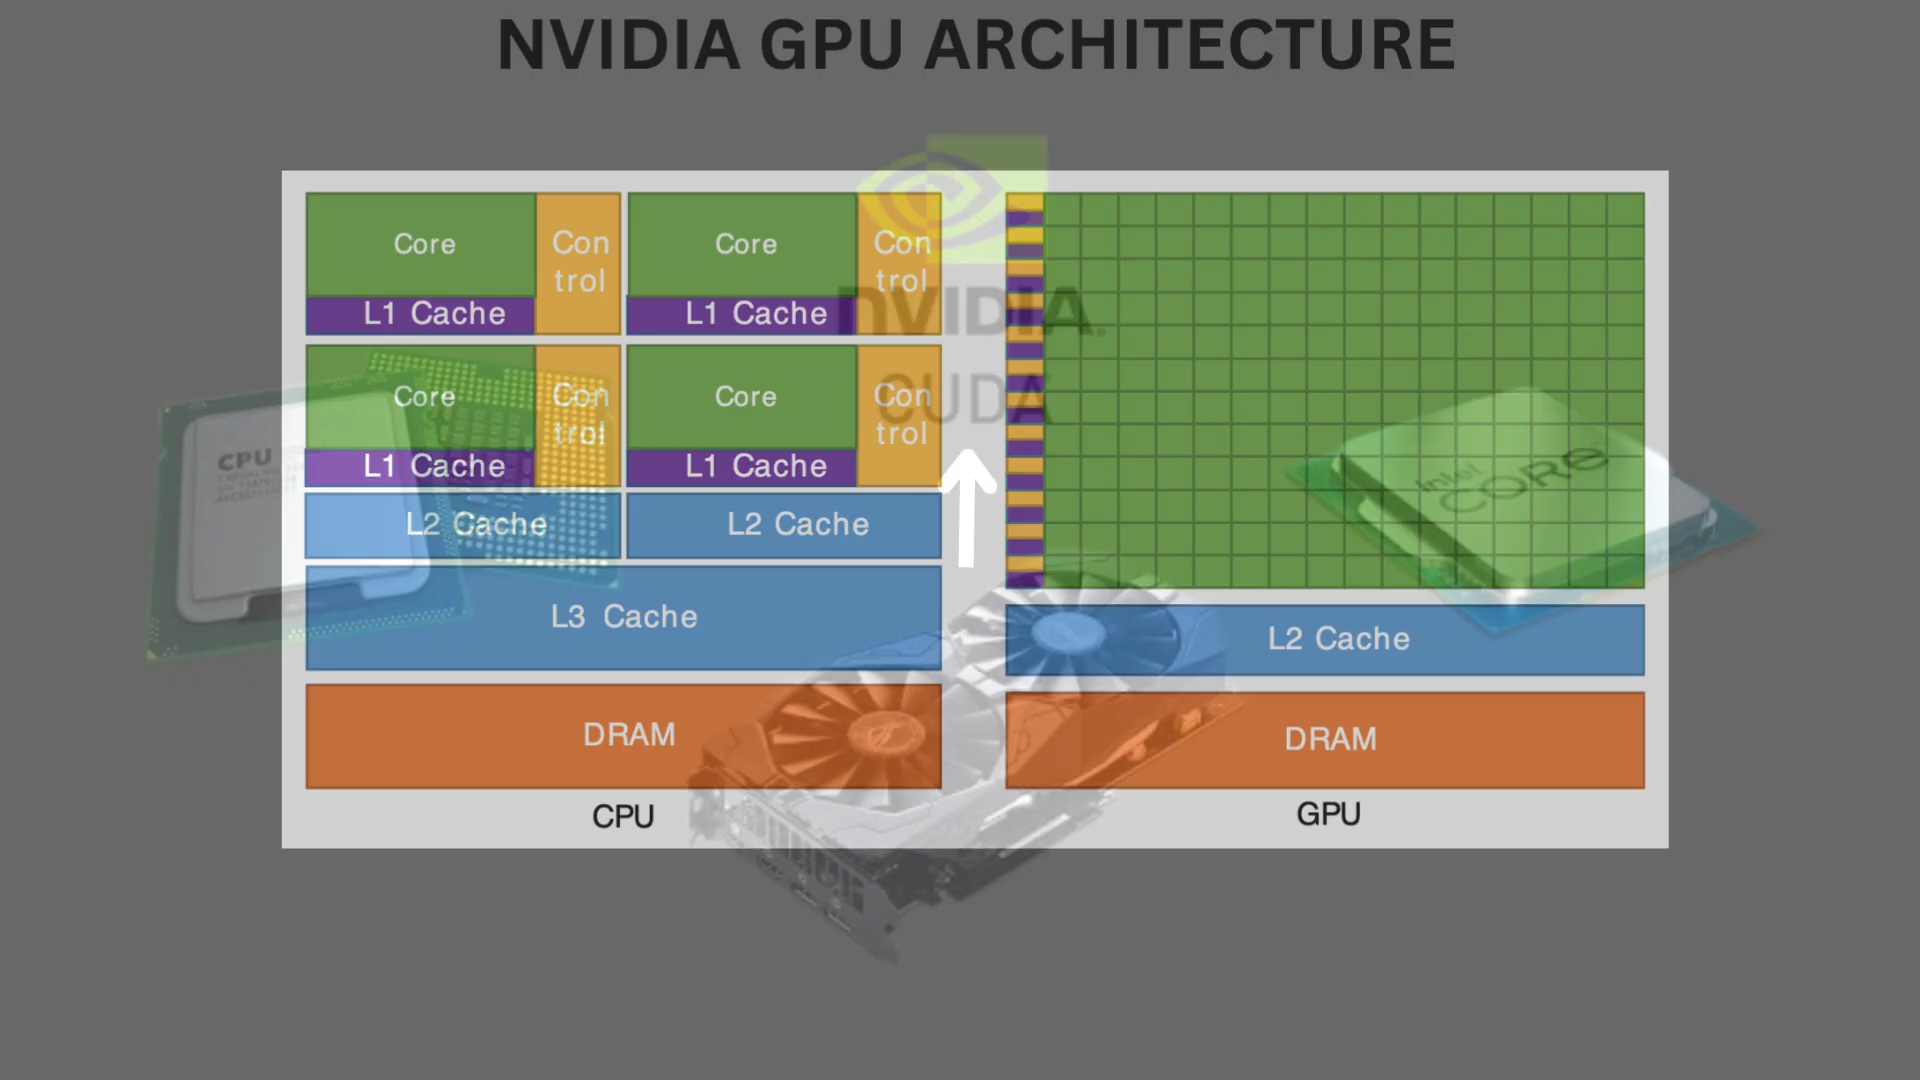 NVIDIA GPU ARCHITECTURE
Core
Con
trol
L1 Cache
Core
Con
trol
L1 Cache
nVIDIA.
CUDA
Core
Con
trol
L1 Cache
Core
Con
trol
L1 Cache
CPU
intel
CORE
L2 Cache
L2 Cache
L3 Cache
L2 Cache
DRAM
DRAM
CPU
GPU